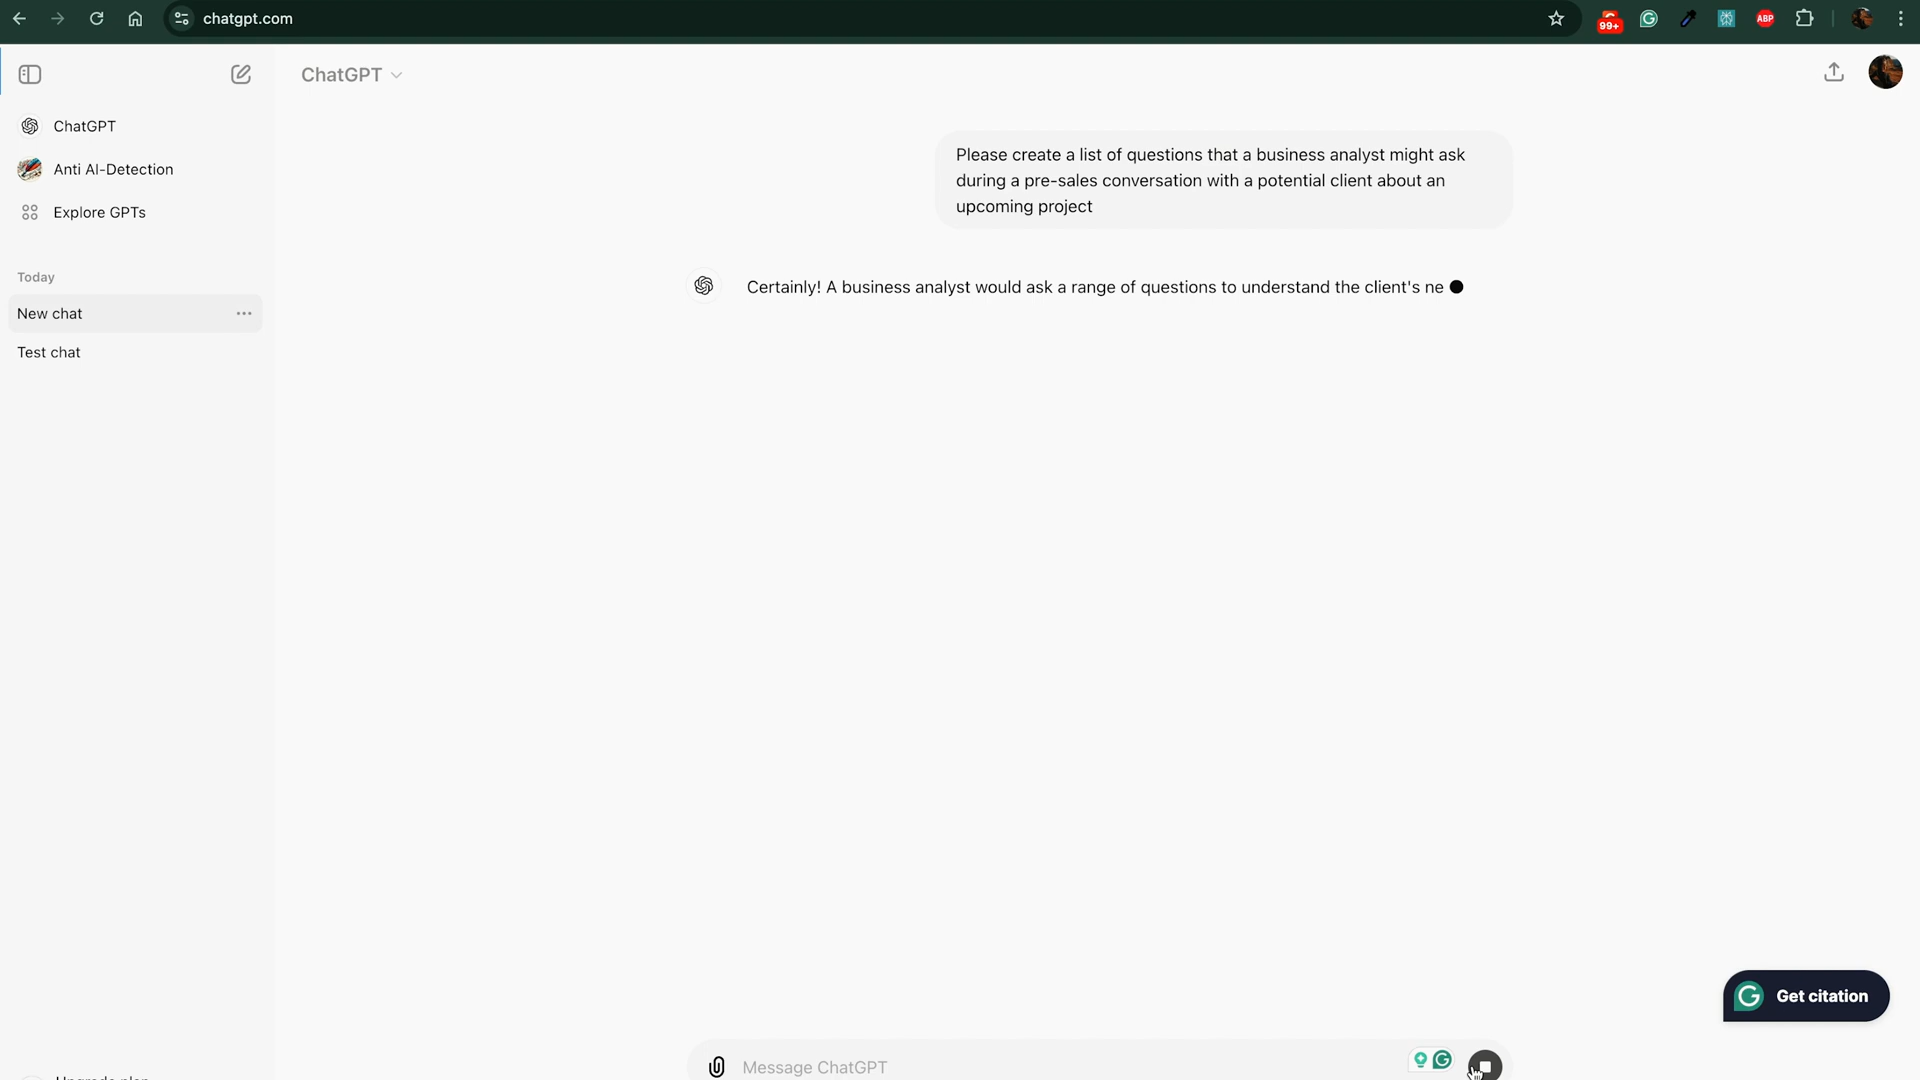 chatgpt.com
99+
ABP
ChatGPT
ChatGPT
Anti AI-Detection
Explore GPTs
Today
New chat
Test chat
Please create a list of questions that a business analyst might ask
during a pre-sales conversation with a potential client about an
upcoming project
Certainly! A business analyst would ask a range of questions to understand the client's ne
Get citation
Message ChatGPT
Upgrade plan